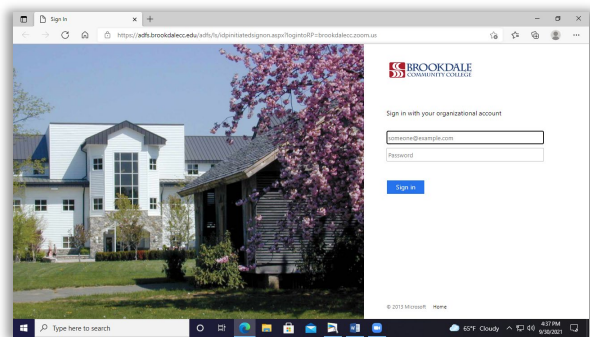 Sign In
https://adfs.brookdalecc.edu/adfs/ls/idpinitiatedsignon.aspx?logintoRP=brookdalecc.zoom.us
BROOKDALE
COMMUNITY COLLEGE
Sign in with your organizational account
someone@example.com
Password
Sign in
© 2013 Microsoft Home
Type here to search
65°F Cloudy
4:37 PM
9/30/2021